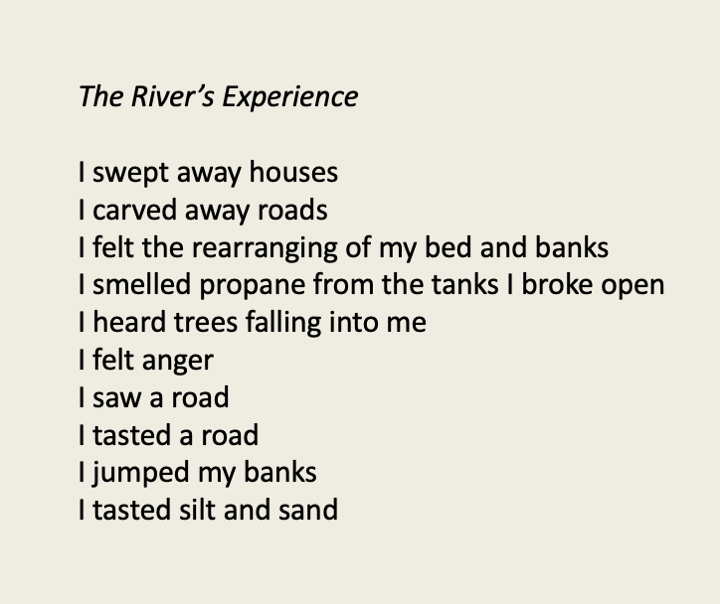 The River’s Experience
I swept away houses
I carved away roads
I felt the rearranging of my bed and banks
I smelled propane from the tanks I broke open
I heard trees falling into me
I felt anger
I saw a road
I tasted a road
I jumped my banks
I tasted silt and sand